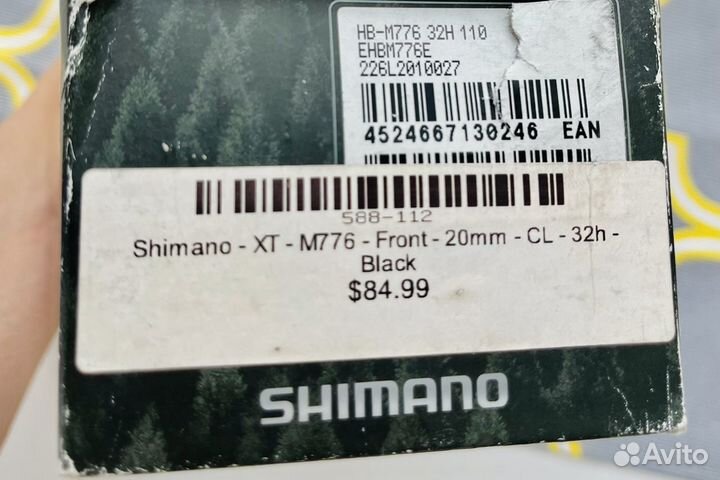 HB-M776 32H 110
EHBM776E
226L2010027
4524667130246 EAN
588-112
Shimano - XT - M776 - Front - 20mm - CL - 32h -
Black
$84.99
SHIMANO
Avito